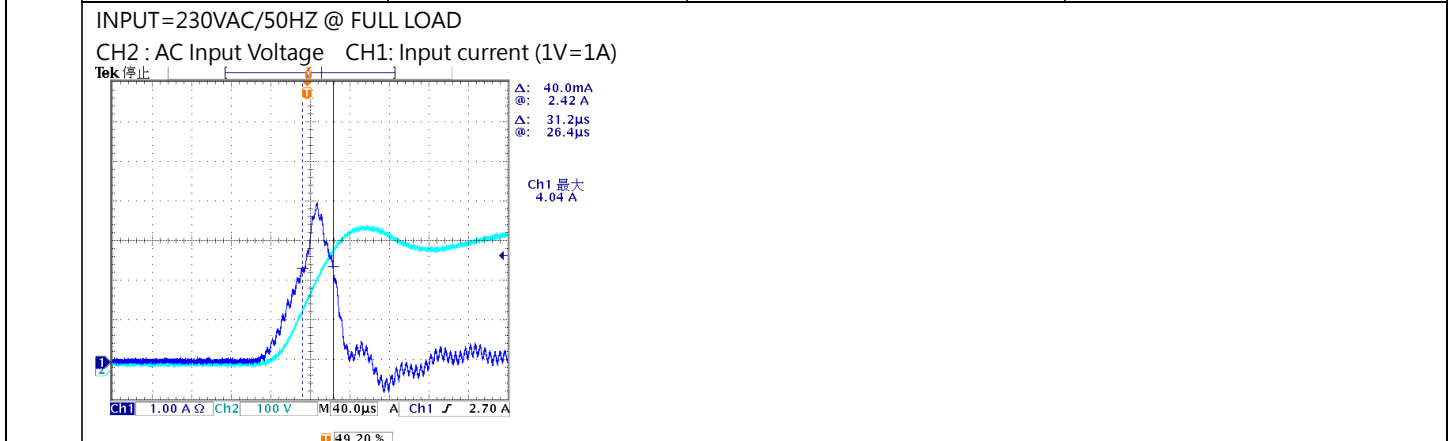 INPUT=230VAC/50HZ @ FULL LOAD
CH2 : AC Input Voltage CH1: Input current (1V=1A)
Tek 停止
T
Δ: 40.0mA
@: 2.42 A
Δ: 31.2µs
@: 26.4µs
Ch1 最大
4.04 A
1
2
Ch1 1.00 A Ω Ch2 100 V M 40.0µs A Ch1 ƒ 2.70 A
T 49.20 %